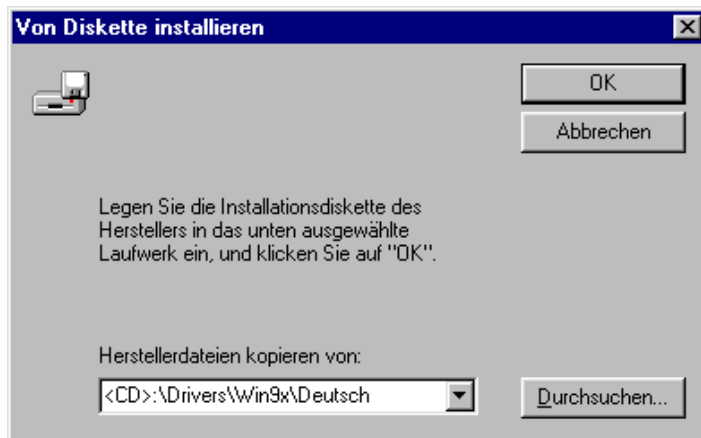 Von Diskette installieren
OK
Abbrechen
Legen Sie die Installationsdiskette des
Herstellers in das unten ausgewählte
Laufwerk ein, und klicken Sie auf "OK".
Herstellerdateien kopieren von:
<CD>:\Drivers\Win9x\Deutsch
Durchsuchen...